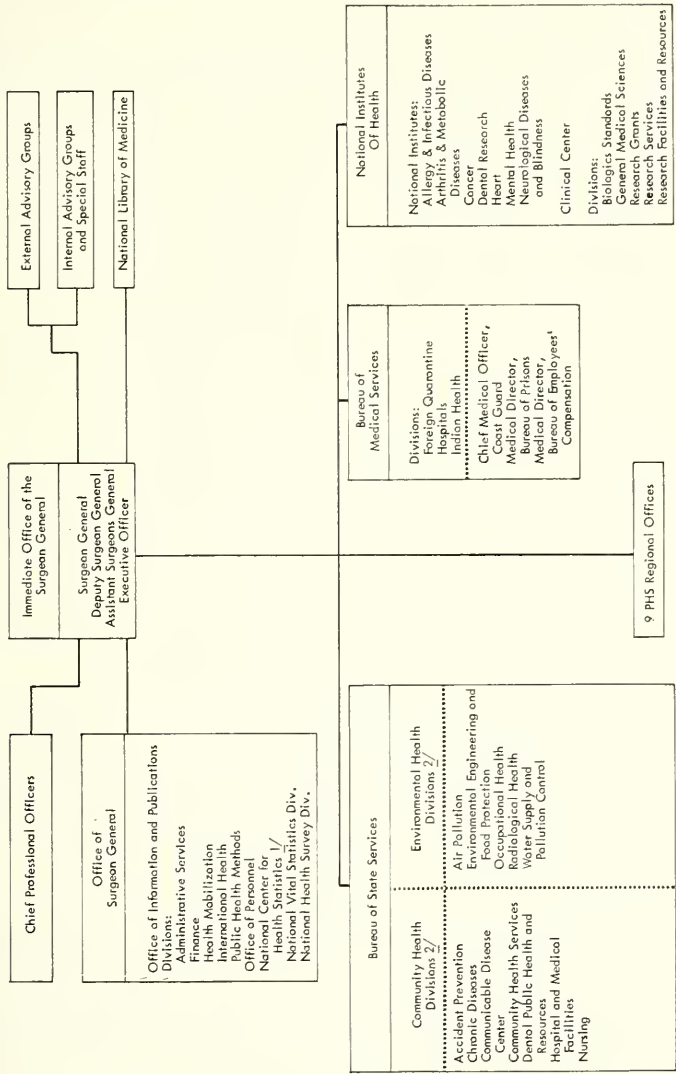 Chief Professional Officers
Immediate Office of the
Surgeon General
Surgeon General
Deputy Surgeon General
Assistant Surgeons General
Executive Officer
External Advisory Groups
Internal Advisory Groups
and Special Staff
National Library of Medicine
Office of
Surgeon General
Office of Information and Publications
Divisions:
Administrative Services
Finance
Health Mobilization
International Health
Public Health Methods
Office of Personnel
National Center for
Health Statistics 1/
National Vital Statistics Div.
National Health Survey Div.
Bureau of State Services
Community Health
Divisions 2/
Accident Prevention
Chronic Diseases
Communicable Disease
Center
Community Health Services
Dental Public Health and
Resources
Hospital and Medical
Facilities
Nursing
Environmental Health
Divisions 2/
Air Pollution
Environmental Engineering and
Food Protection
Occupational Health
Radiological Health
Water Supply and
Pollution Control
9 PHS Regional Offices
Bureau of
Medical Services
Divisions:
Foreign Quarantine
Hospitals
Indian Health
Chief Medical Officer,
Coast Guard
Medical Director,
Bureau of Prisons
Medical Director,
Bureau of Employees'
Compensation
National Institutes
Of Health
National Institutes:
Allergy & Infectious Diseases
Arthritis & Metabolic
Diseases
Cancer
Dental Research
Heart
Mental Health
Neurological Diseases
and Blindness
Clinical Center
Divisions:
Biologics Standards
General Medical Sciences
Research Grants
Research Services
Research Facilities and Resources